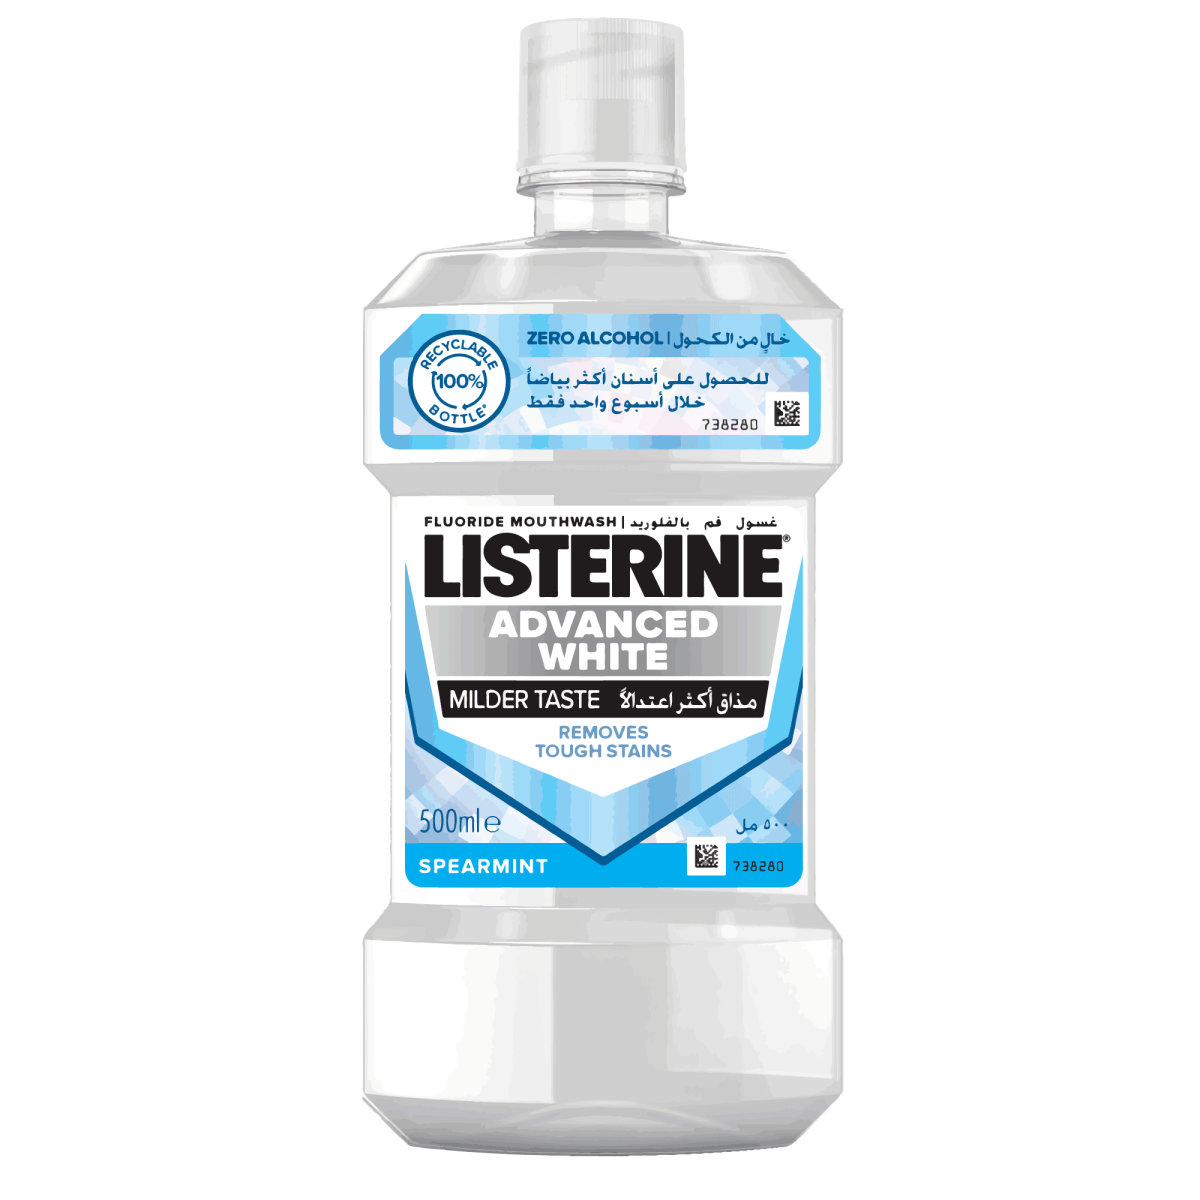 ZERO ALCOHOL | خالٍ من الكحول
RECYCLABLE
100%
BOTTLE*
للحصول على أسنان أكثر بياضاً
خلال أسبوع واحد فقط
738280
FLUORIDE MOUTHWASH | غسول فم بالفلوريد
LISTERINE®
ADVANCED
WHITE
MILDER TASTE مذاق أكثر اعتدالاً
REMOVES
TOUGH STAINS
500ml℮ ٥٠٠ مل
SPEARMINT
738280